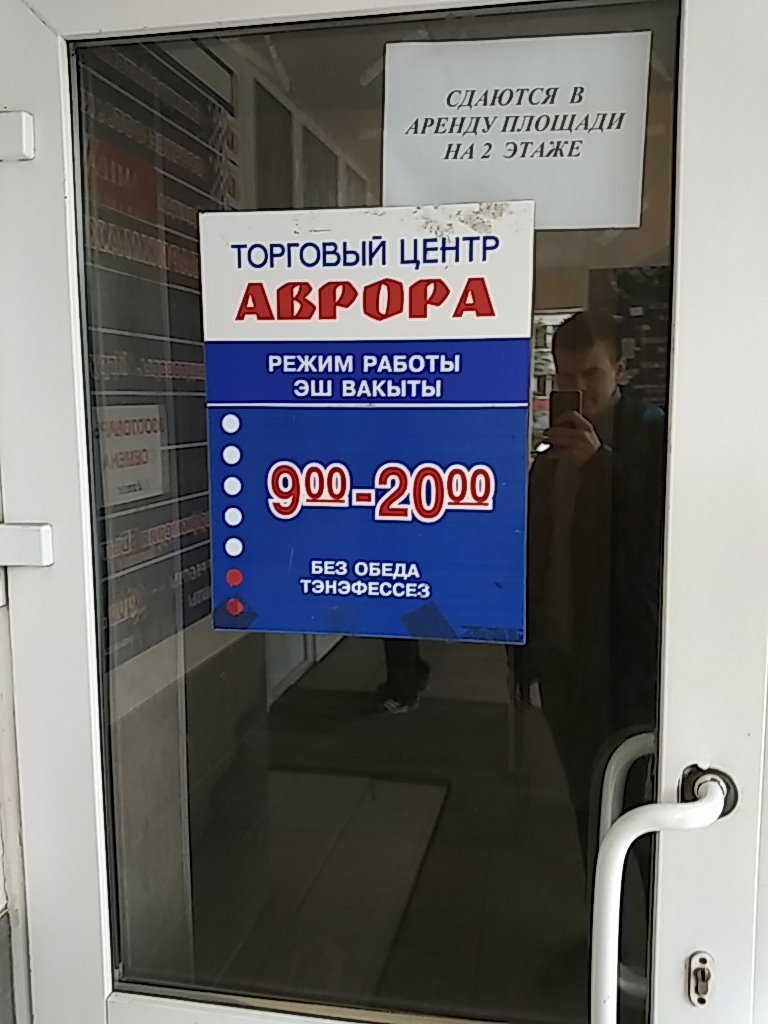 СДАЮТСЯ В
АРЕНДУ ПЛОЩАДИ
НА 2 ЭТАЖЕ
ТОРГОВЫЙ ЦЕНТР
АВРОРА
РЕЖИМ РАБОТЫ
ЭШ ВАКЫТЫ
900-2000
БЕЗ ОБЕДА
ТЭНЭФЕССЕЗ